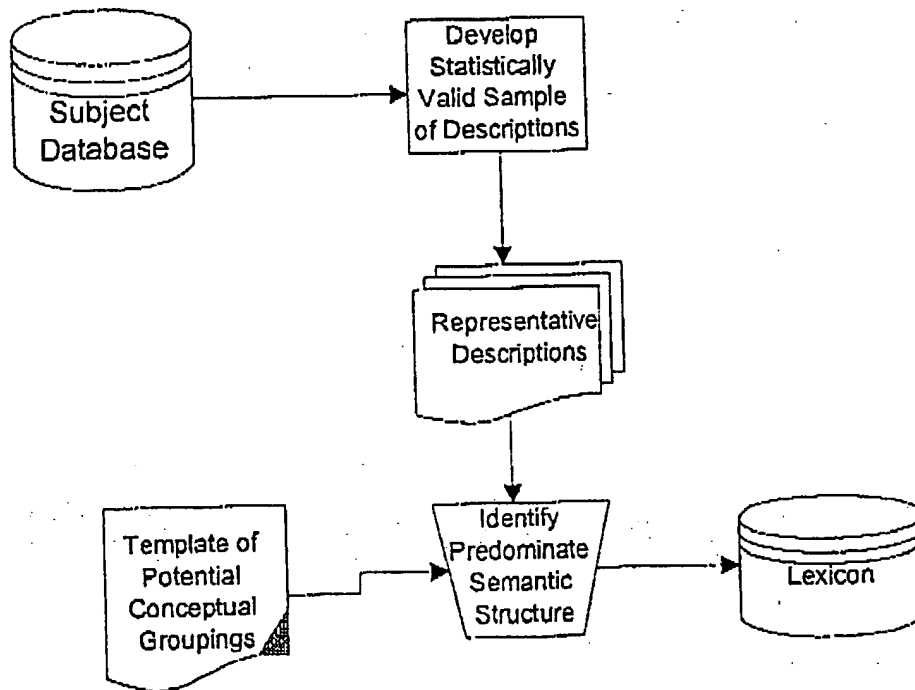 Subject
Database
Develop
Statistically
Valid Sample
of Descriptions
Representative
Descriptions
Template of
Potential
Conceptual
Groupings
Identify
Predominate
Semantic
Structure
Lexicon